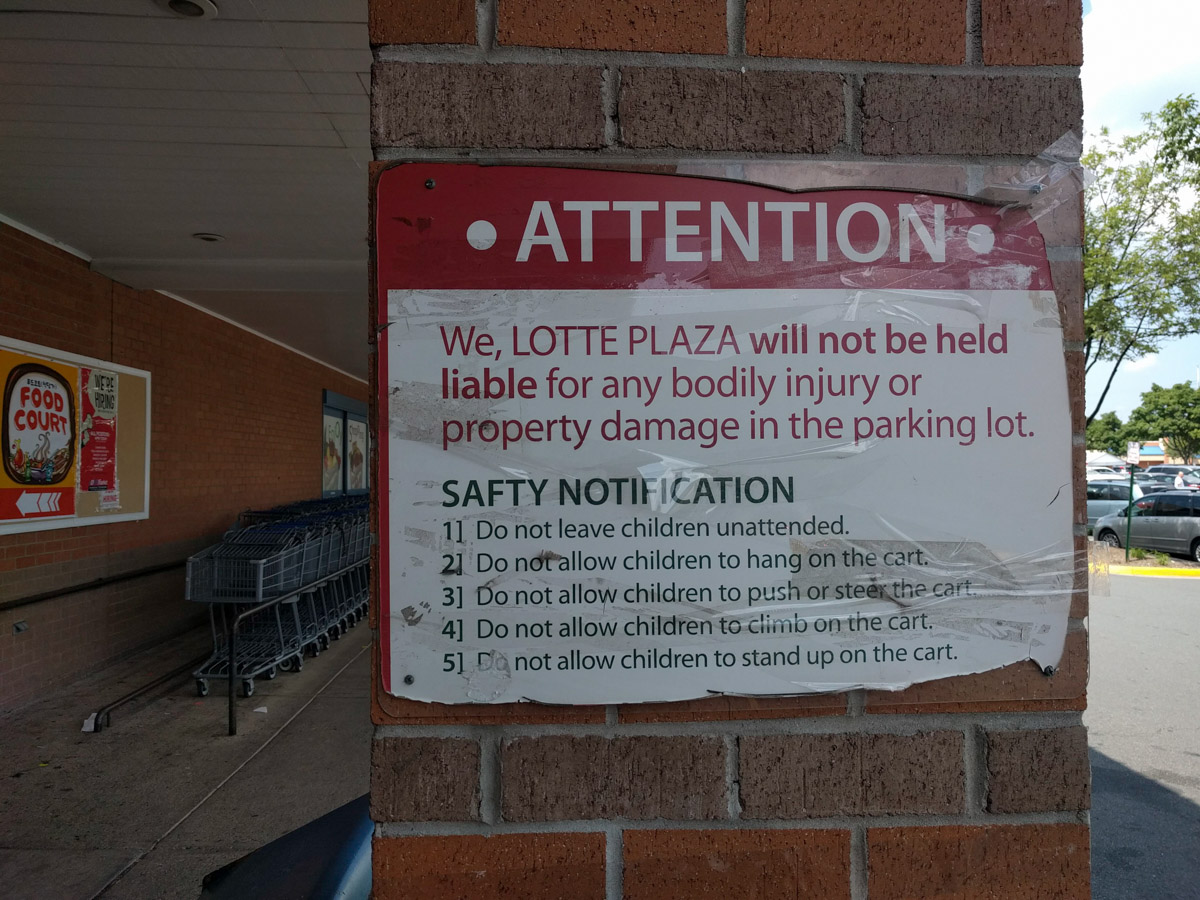 • ATTENTION •
We, LOTTE PLAZA will not be held
liable for any bodily injury or
property damage in the parking lot.
SAFTY NOTIFICATION
1] Do not leave children unattended.
2] Do not allow children to hang on the cart.
3] Do not allow children to push or steer the cart.
4] Do not allow children to climb on the cart.
5] Do not allow children to stand up on the cart.
FOOD
COURT
WE'RE
HIRING